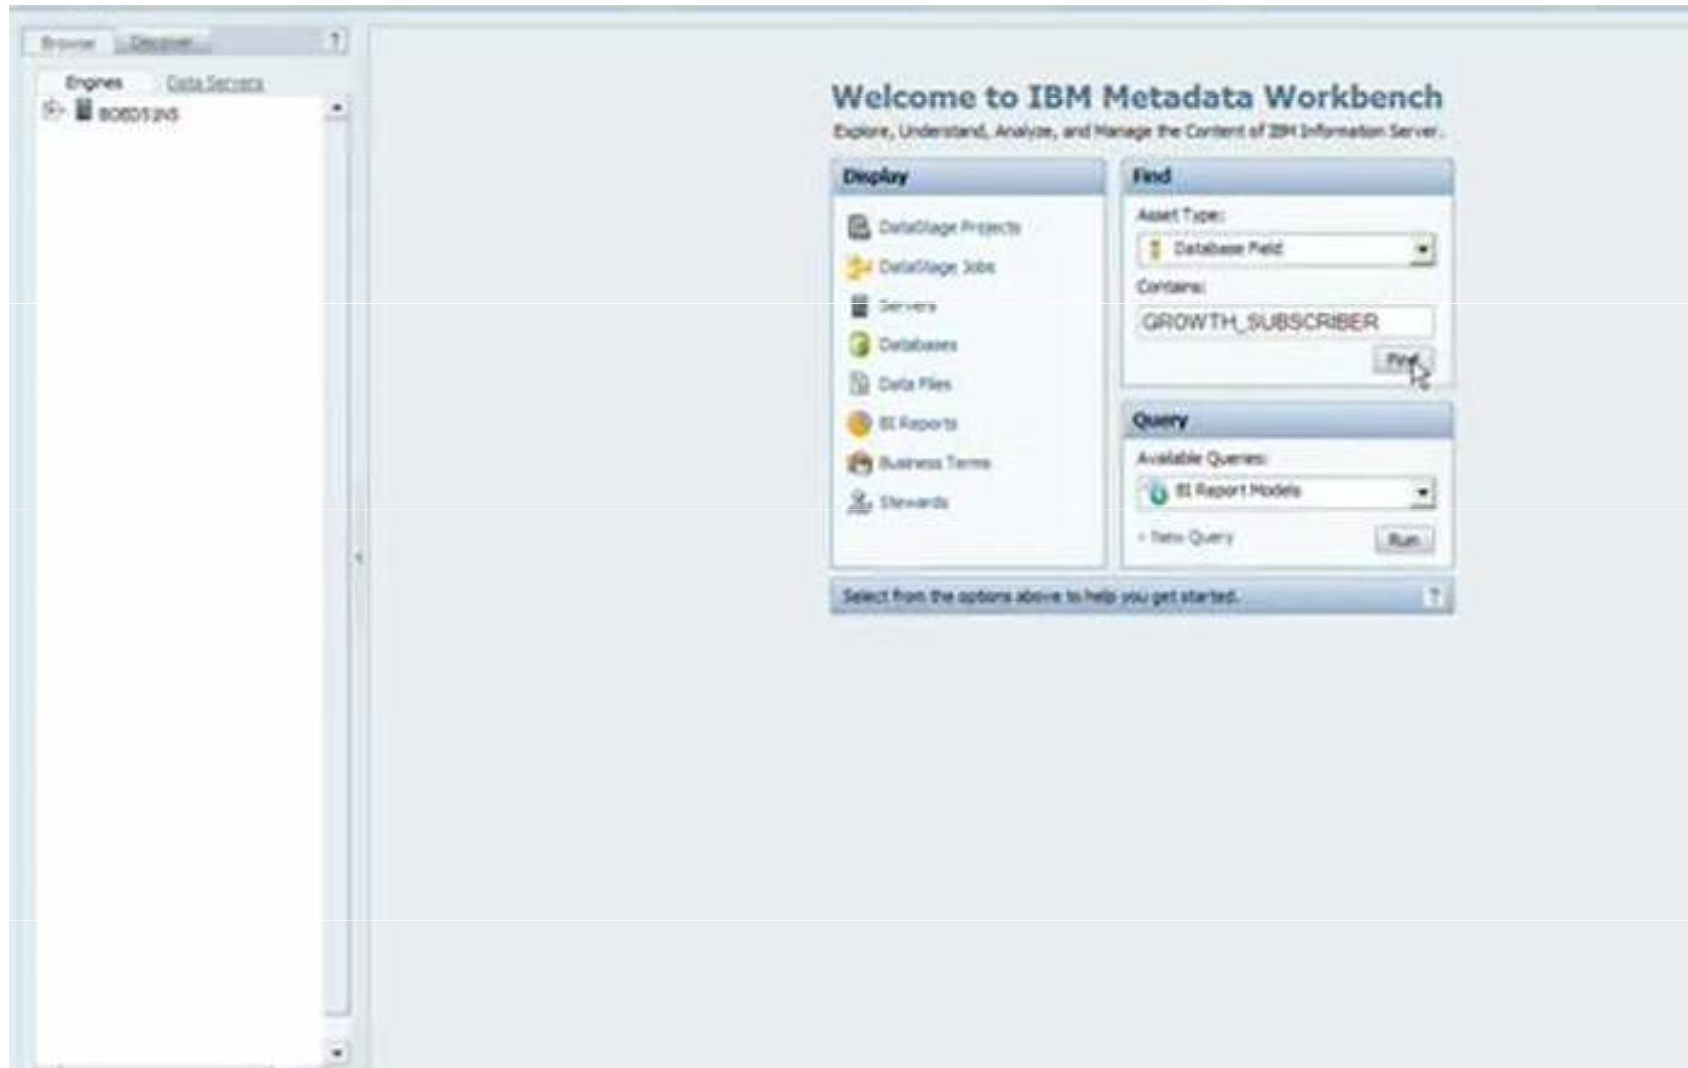 Browse Discover ?
Engines Data Servers
Welcome to IBM Metadata Workbench
Explore, Understand, Analyze, and Manage the Content of IBM Information Server.
Display
DataStage Projects
DataStage Jobs
Servers
Databases
Data Files
BI Reports
Business Terms
Stewards
Find
Asset Type:
Database Field
Contains:
GROWTH_SUBSCRIBER
Find
Query
Available Queries:
BI Report Models
New Query
Run
Select from the options above to help you get started. ?